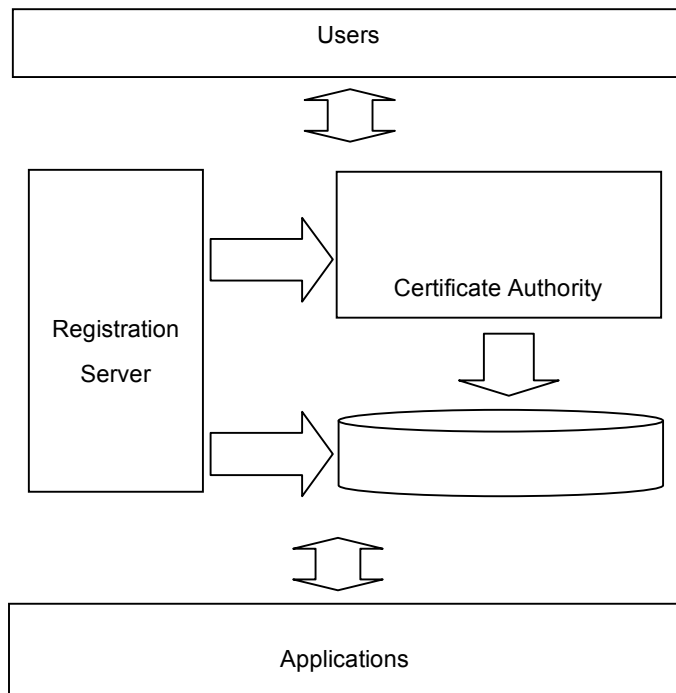 Users
Certificate Authority
Registration
Server
Applications